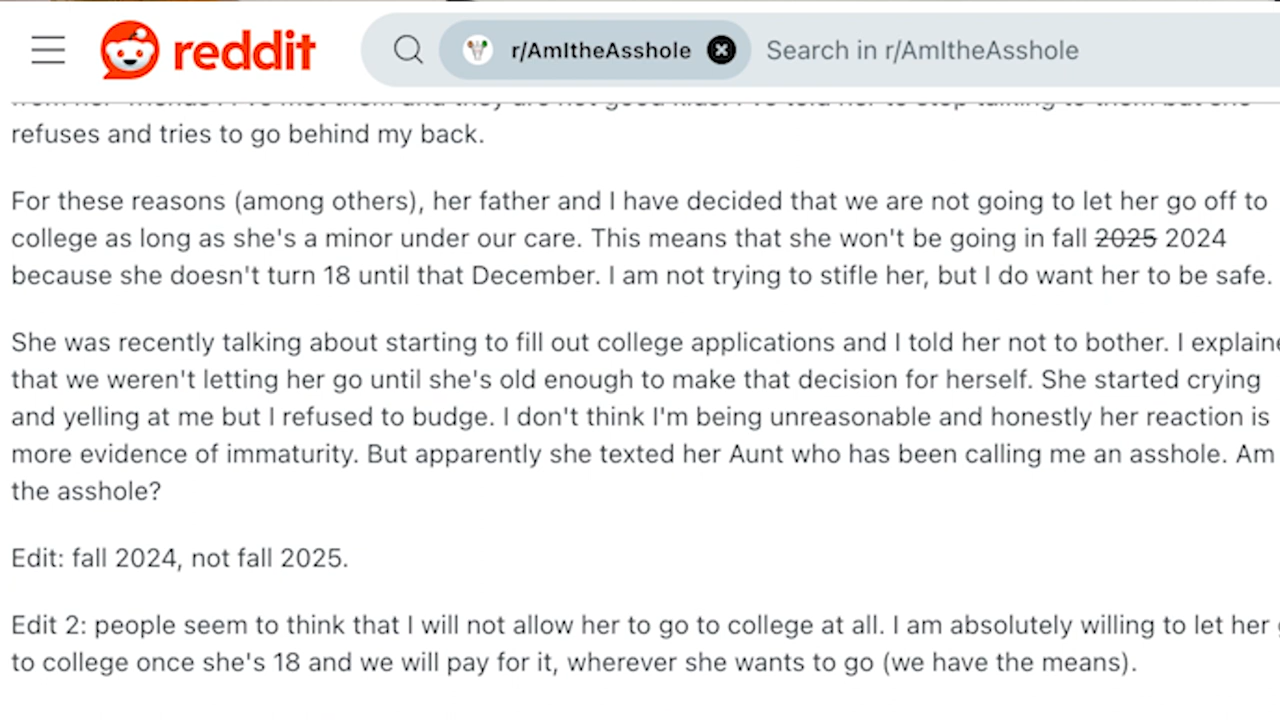 reddit
r/AmItheAsshole
Search in r/AmItheAsshole
refuses and tries to go behind my back.
For these reasons (among others), her father and I have decided that we are not going to let her go off to
college as long as she's a minor under our care. This means that she won't be going in fall 2025 2024
because she doesn't turn 18 until that December. I am not trying to stifle her, but I do want her to be safe.
She was recently talking about starting to fill out college applications and I told her not to bother. I explaine
that we weren't letting her go until she's old enough to make that decision for herself. She started crying
and yelling at me but I refused to budge. I don't think I'm being unreasonable and honestly her reaction is
more evidence of immaturity. But apparently she texted her Aunt who has been calling me an asshole. Am
the asshole?
Edit: fall 2024, not fall 2025.
Edit 2: people seem to think that I will not allow her to go to college at all. I am absolutely willing to let her
to college once she's 18 and we will pay for it, wherever she wants to go (we have the means).